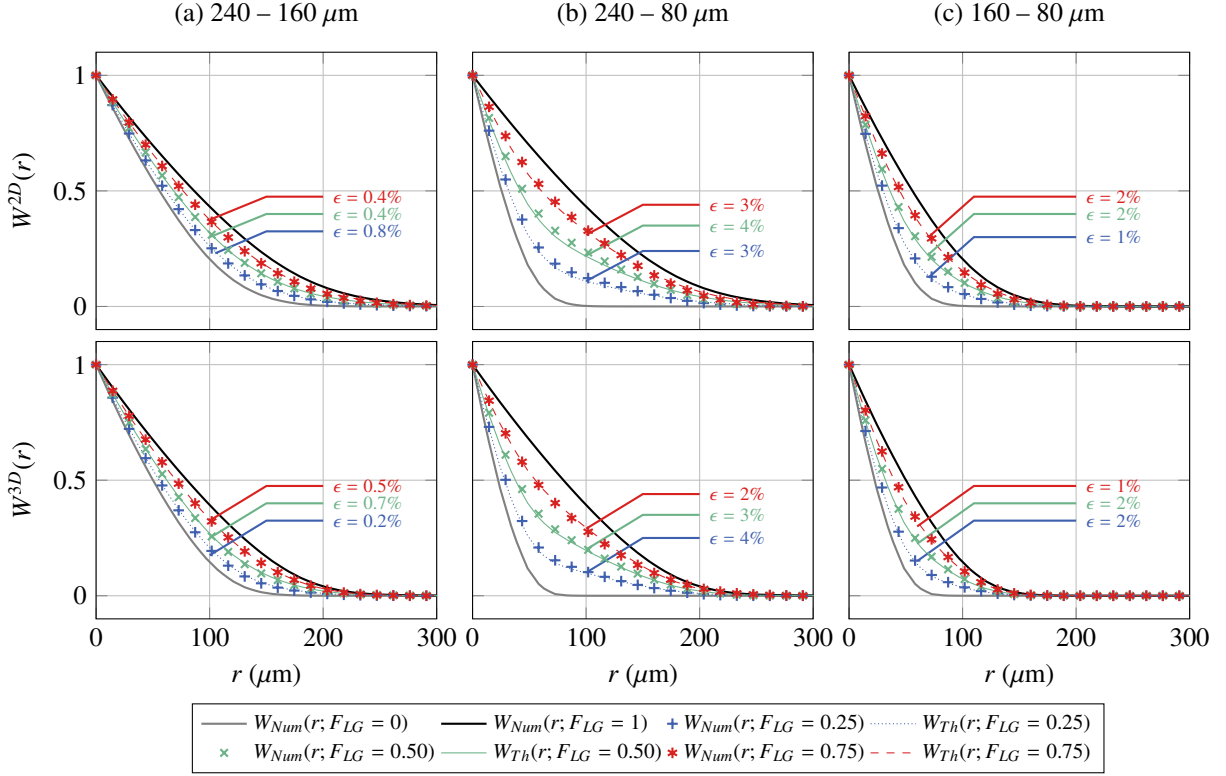 (a) 240 – 160 μm (b) 240 – 80 μm (c) 160 – 80 μm
1
0.5
0
W^{2D}(r)
ϵ = 0.4%
ϵ = 0.4%
ϵ = 0.8%
ϵ = 3%
ϵ = 4%
ϵ = 3%
ϵ = 2%
ϵ = 2%
ϵ = 1%
1
0.5
0
W^{3D}(r)
ϵ = 0.5%
ϵ = 0.7%
ϵ = 0.2%
ϵ = 2%
ϵ = 3%
ϵ = 4%
ϵ = 1%
ϵ = 2%
ϵ = 2%
0 100 200 300 0 100 200 300 0 100 200 300
r (μm) r (μm) r (μm)
W_{Num}(r; F_{LG} = 0) W_{Num}(r; F_{LG} = 1) W_{Num}(r; F_{LG} = 0.25) W_{Th}(r; F_{LG} = 0.25)
W_{Num}(r; F_{LG} = 0.50) W_{Th}(r; F_{LG} = 0.50) W_{Num}(r; F_{LG} = 0.75) W_{Th}(r; F_{LG} = 0.75)